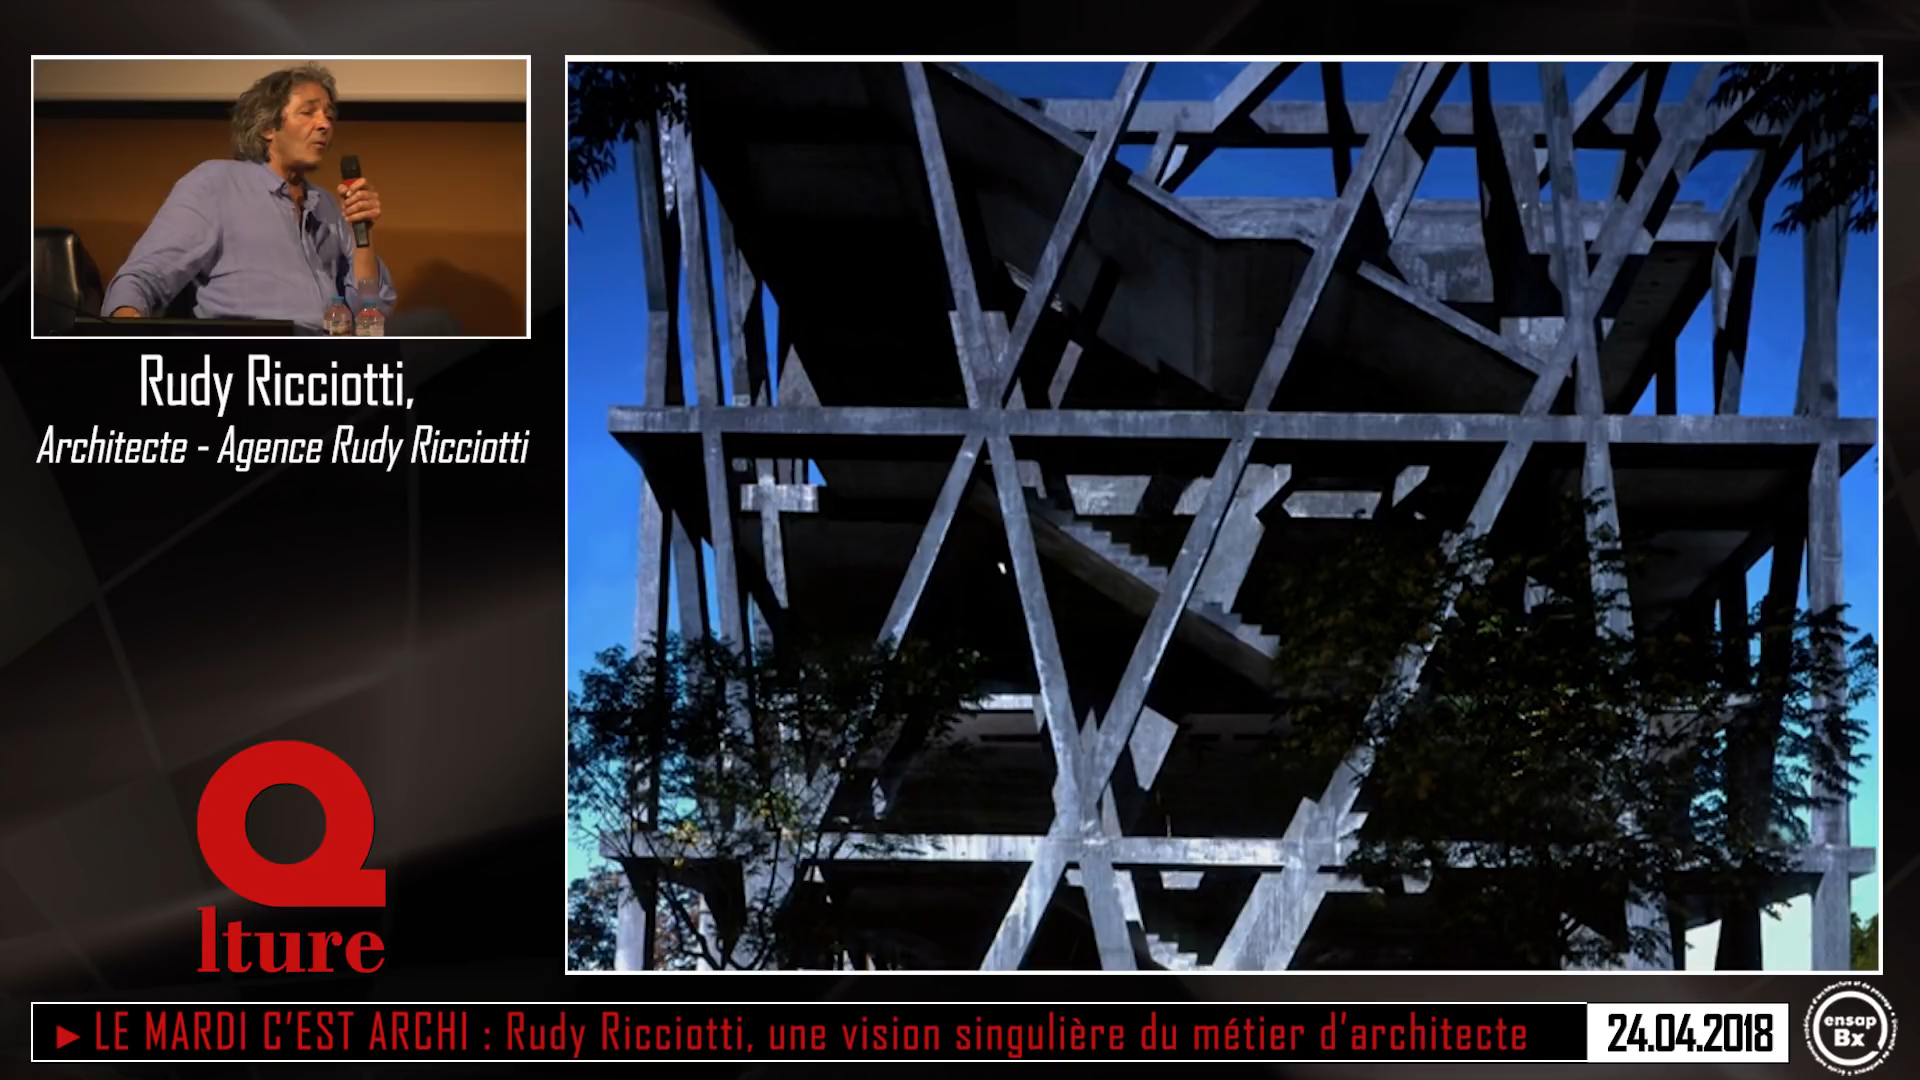 Rudy Ricciotti,
Architecte - Agence Rudy Ricciotti
Q
lture
► LE MARDI C'EST ARCHI : Rudy Ricciotti, une vision singulière du métier d'architecte
24.04.2018
ensap
Bx